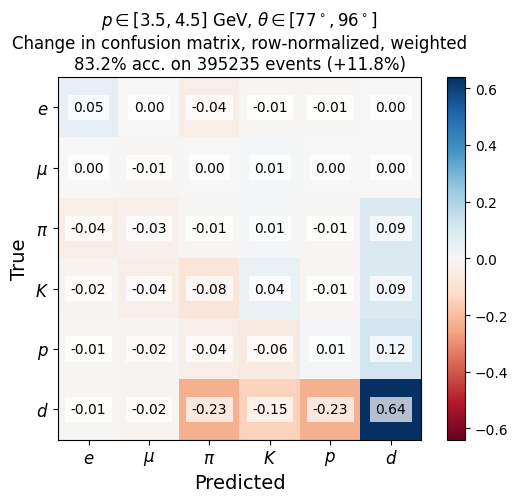 p ∈ [3.5, 4.5] GeV, θ ∈ [77°, 96°]
Change in confusion matrix, row-normalized, weighted
83.2% acc. on 395235 events (+11.8%)
e 0.05 0.00 -0.04 -0.01 -0.01 0.00
μ 0.00 -0.01 0.00 0.01 0.00 0.00
π -0.04 -0.03 -0.01 0.01 -0.01 0.09
K -0.02 -0.04 -0.08 0.04 -0.01 0.09
p -0.01 -0.02 -0.04 -0.06 0.01 0.12
d -0.01 -0.02 -0.23 -0.15 -0.23 0.64
e μ π K p d
Predicted
True
0.6
0.4
0.2
0.0
−0.2
−0.4
−0.6